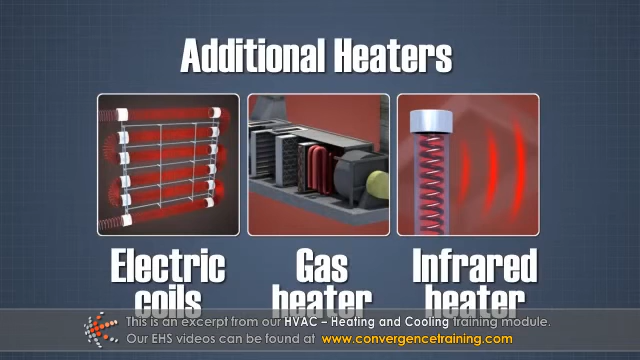 Additional Heaters
Electric
coils
Gas
heater
Infrared
heater
This is an excerpt from our HVAC – Heating and Cooling training module.
Our EHS videos can be found at www.convergencetraining.com